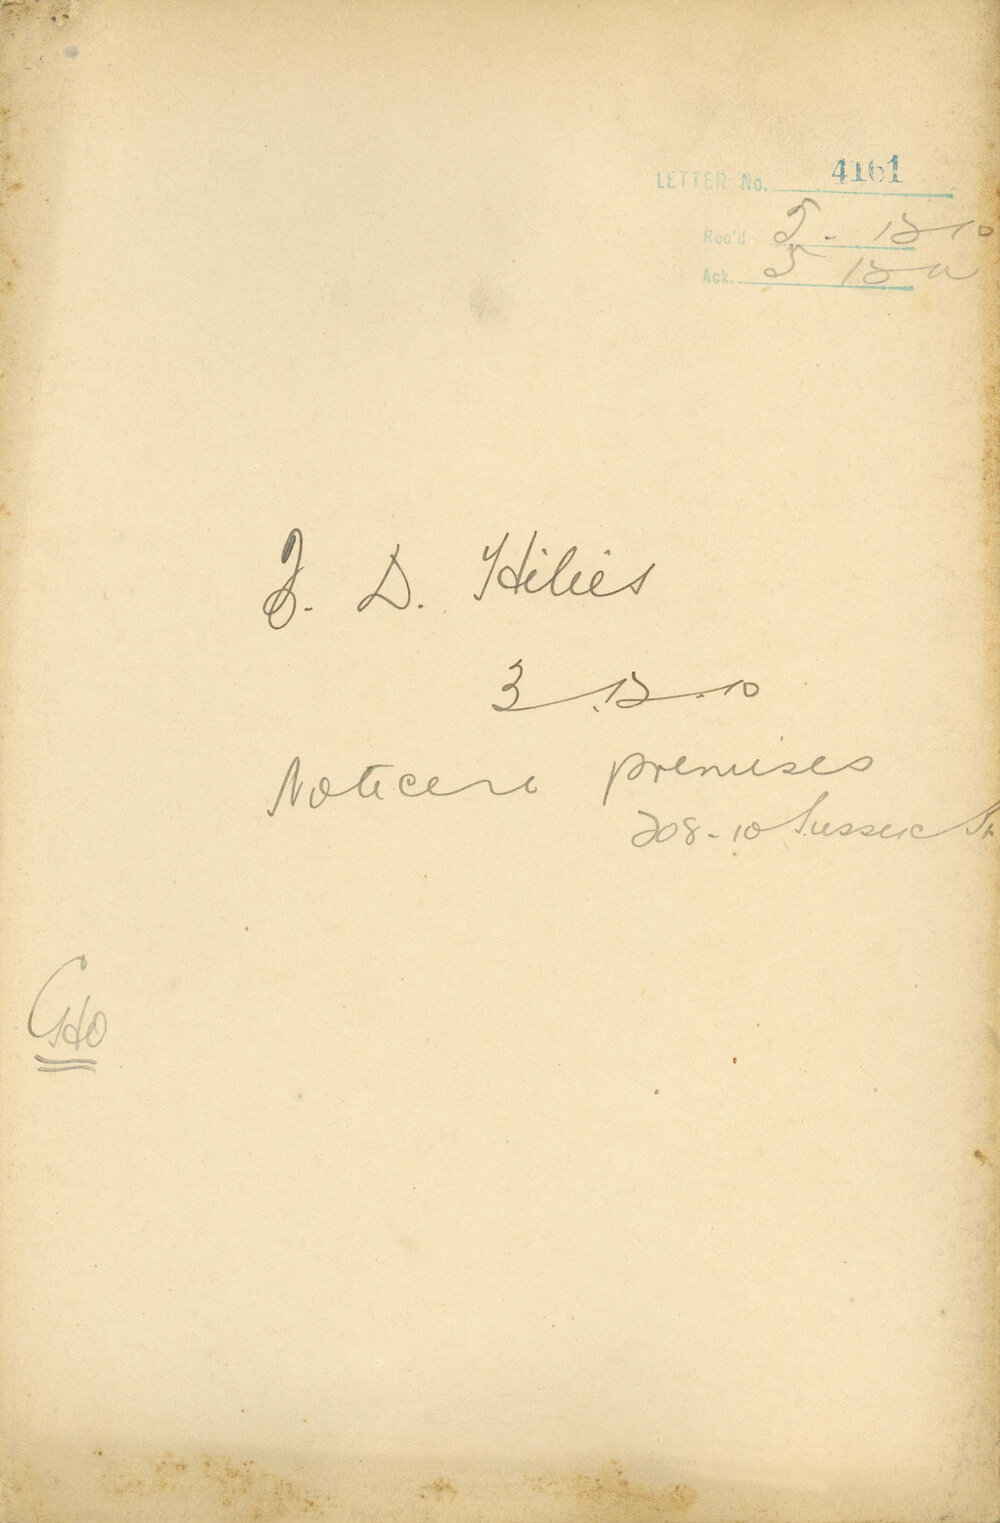 LETTER No. 4161
Rec'd 5 - 12 10
Ack. 5 12 10
J. D. Hilies
3.12.10
Notice re premises
208-10 Sussex St